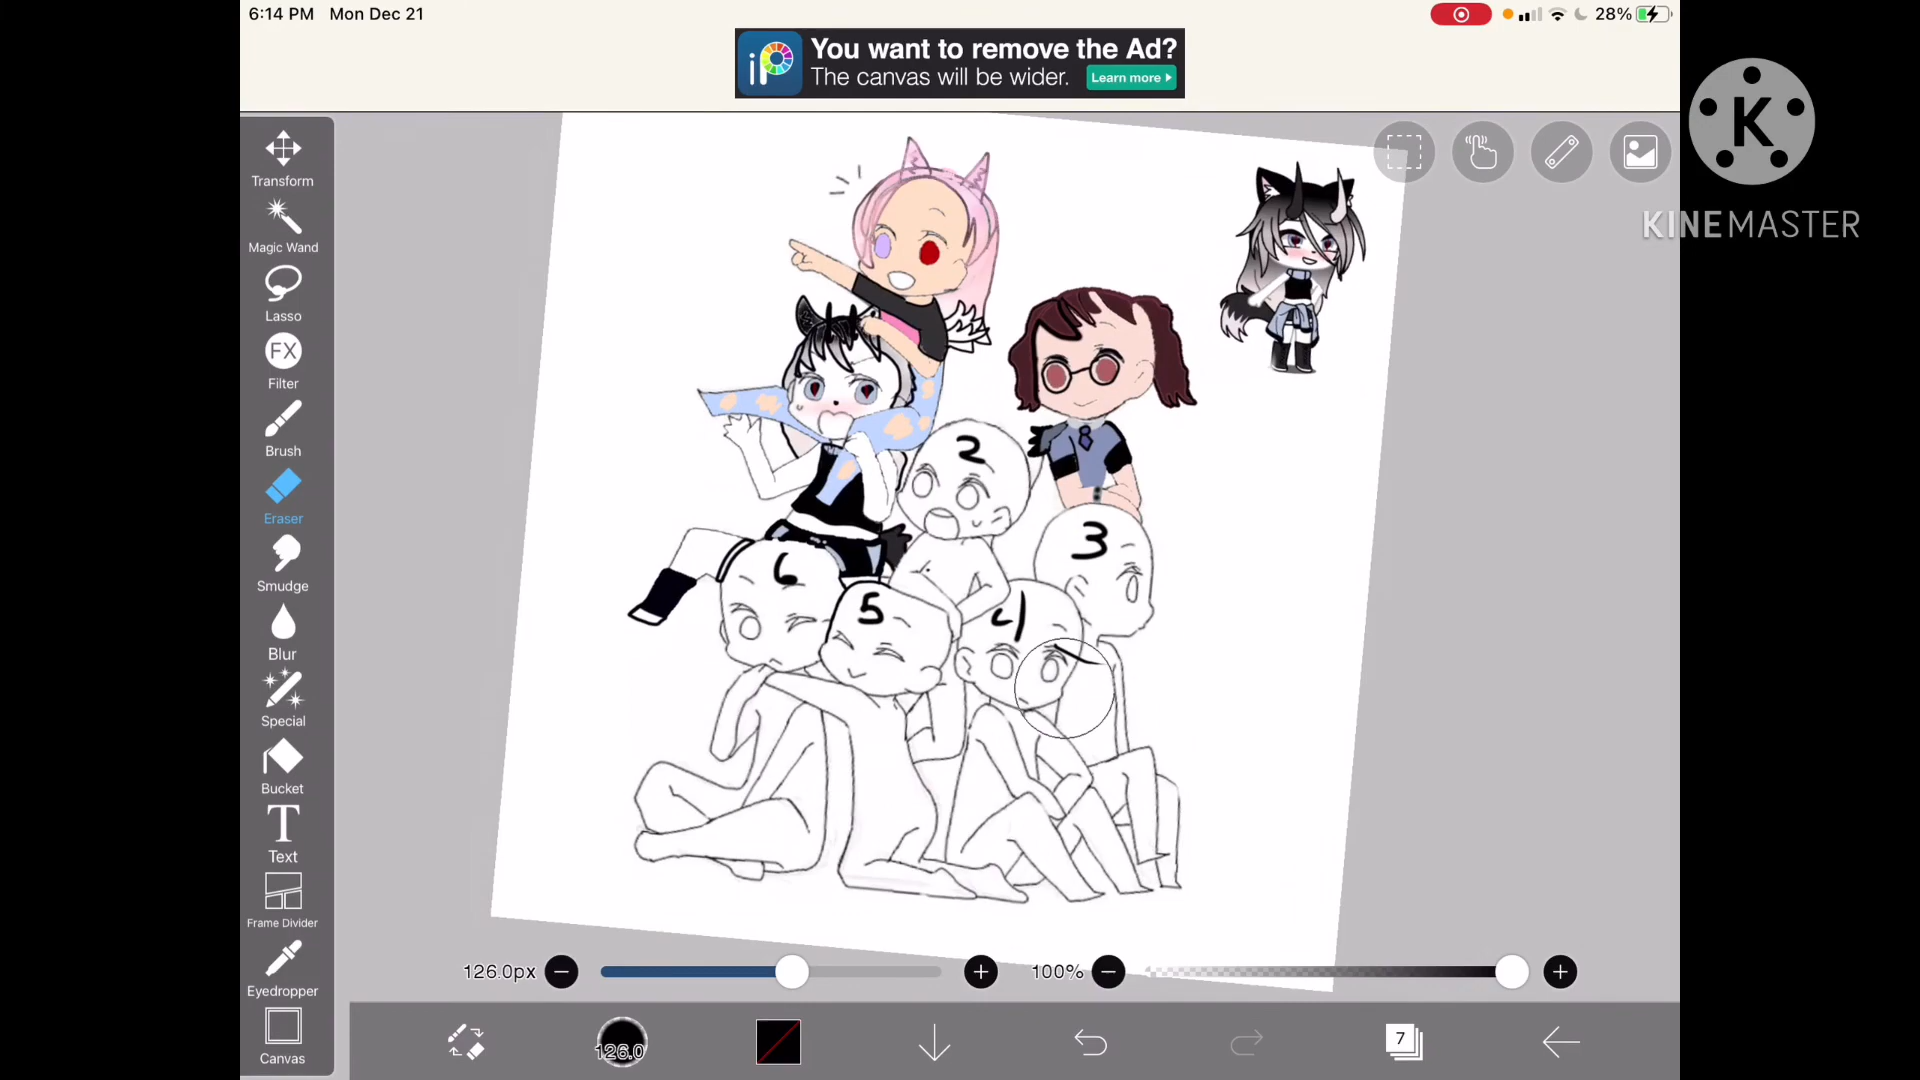 6:14 PM Mon Dec 21
28%
iP
You want to remove the Ad?
The canvas will be wider.
Learn more
K
KINEMASTER
Transform
Magic Wand
Lasso
FX
Filter
Brush
Eraser
Smudge
Blur
Special
Bucket
T
Text
Frame Divider
Eyedropper
Canvas
2
3
6
5
4
126.0px
100%
126.0
7